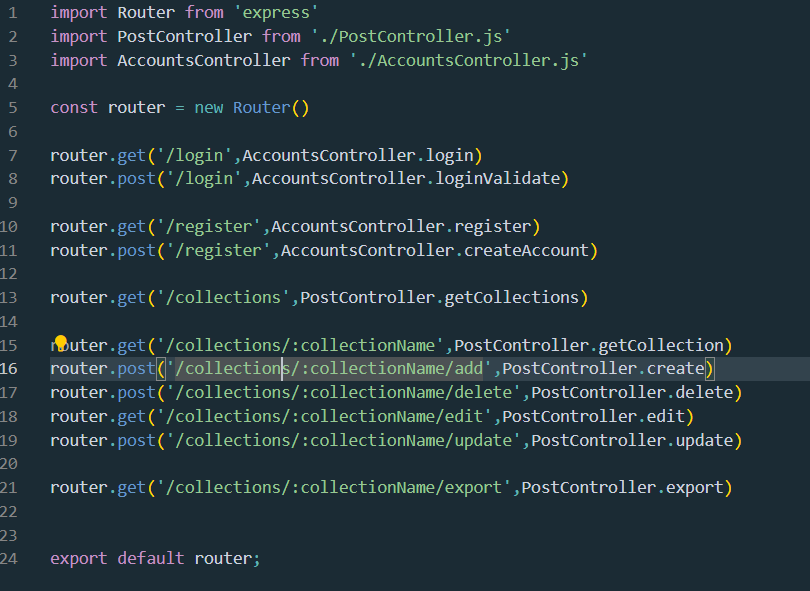 1 import Router from 'express'
2 import PostController from './PostController.js'
3 import AccountsController from './AccountsController.js'
4
5 const router = new Router()
6
7 router.get('/login',AccountsController.login)
8 router.post('/login',AccountsController.loginValidate)
9
10 router.get('/register',AccountsController.register)
11 router.post('/register',AccountsController.createAccount)
12
13 router.get('/collections',PostController.getCollections)
14
15 router.get('/collections/:collectionName',PostController.getCollection)
16 router.post('/collections/:collectionName/add',PostController.create)
17 router.post('/collections/:collectionName/delete',PostController.delete)
18 router.get('/collections/:collectionName/edit',PostController.edit)
19 router.post('/collections/:collectionName/update',PostController.update)
20
21 router.get('/collections/:collectionName/export',PostController.export)
22
23
24 export default router;